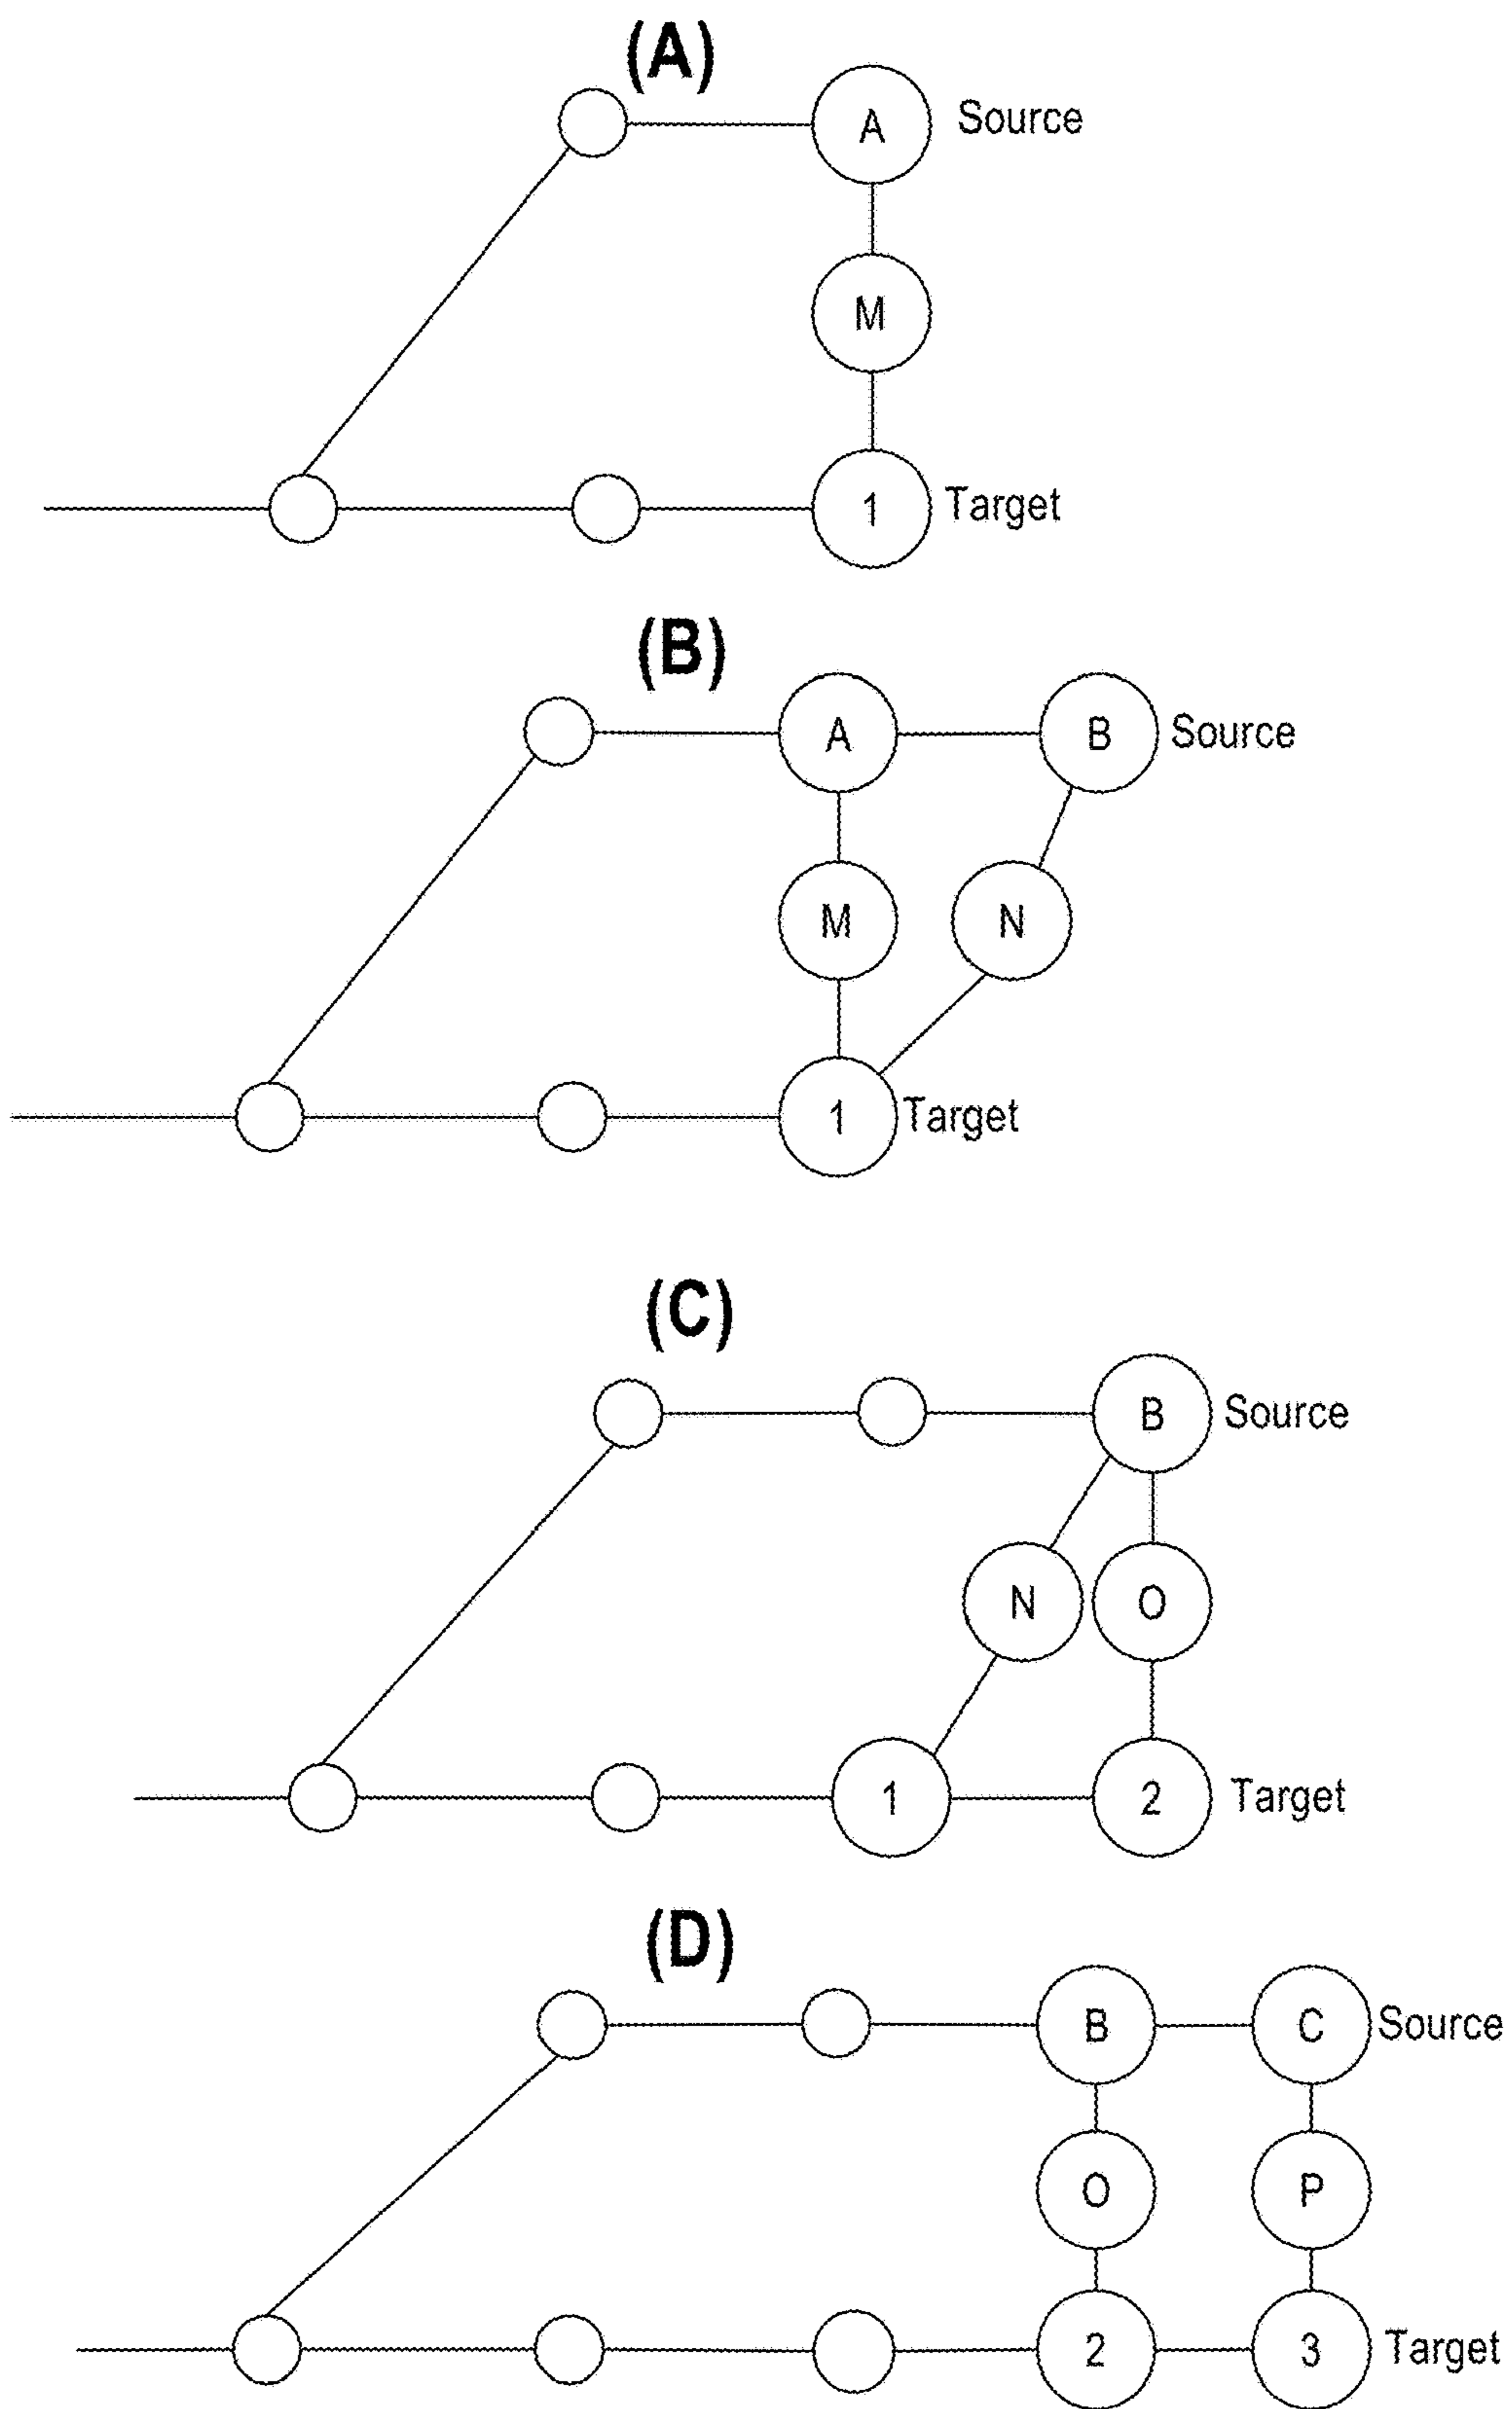 (A)
A Source
M
1 Target
(B)
A B Source
M N
1 Target
(C)
B Source
N O
1 2 Target
(D)
B C Source
O P
2 3 Target